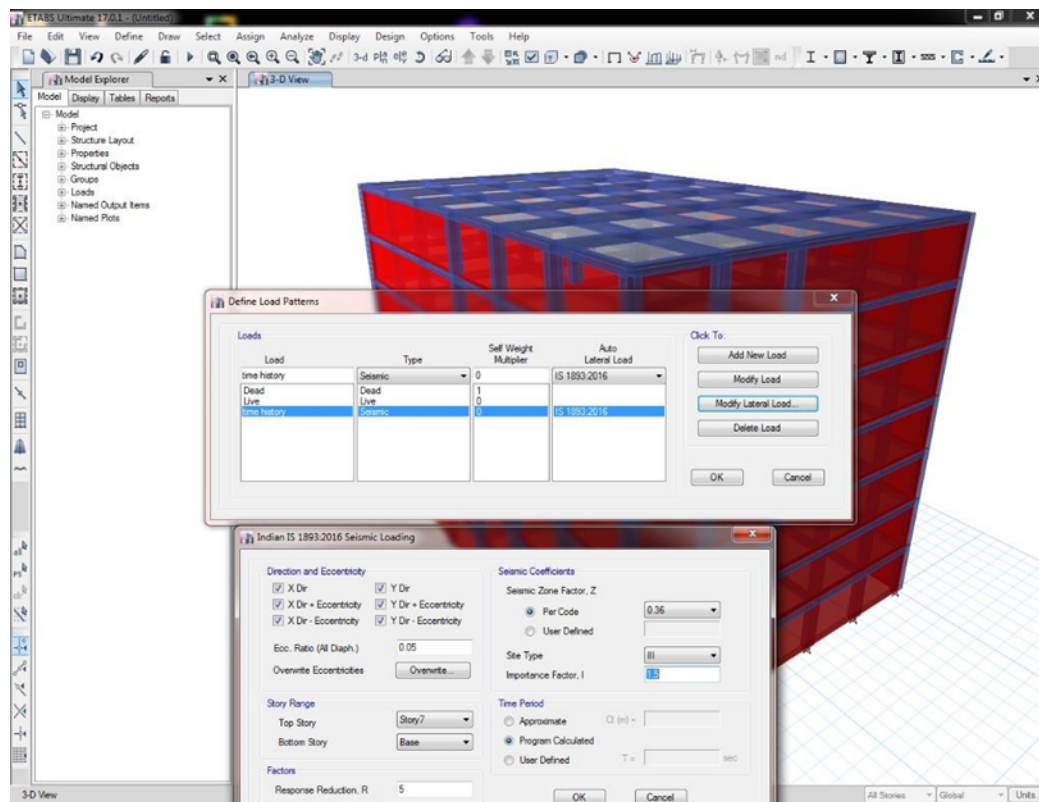 ETABS Ultimate 17.0.1 - (Untitled)
File Edit View Define Draw Select Assign Analyze Display Design Options Tools Help
3-d
nd
Model Explorer
3-D View
Model Display Tables Reports
Model
Project
Structure Layout
Properties
Structural Objects
Groups
Loads
Named Output Items
Named Plots
Define Load Patterns
Loads
Click To:
Load Type Self Weight Multiplier Auto Lateral Load
time history Seismic 0 IS 1893:2016
Dead Dead 1
Live Live 0
time history Seismic 0 IS 1893:2016
Add New Load
Modify Load
Modify Lateral Load...
Delete Load
OK Cancel
Indian IS 1893:2016 Seismic Loading
Direction and Eccentricity
X Dir Y Dir
X Dir + Eccentricity Y Dir + Eccentricity
X Dir - Eccentricity Y Dir - Eccentricity
Ecc. Ratio (All Diaph.) 0.05
Overwrite Eccentricities Overwrite...
Story Range
Top Story Story7
Bottom Story Base
Factors
Response Reduction, R 5
Seismic Coefficients
Seismic Zone Factor, Z
Per Code 0.36
User Defined
Site Type III
Importance Factor, I 1.5
Time Period
Approximate Ct (m) =
Program Calculated
User Defined T = sec
OK Cancel
3-D View
All Stories Global Units